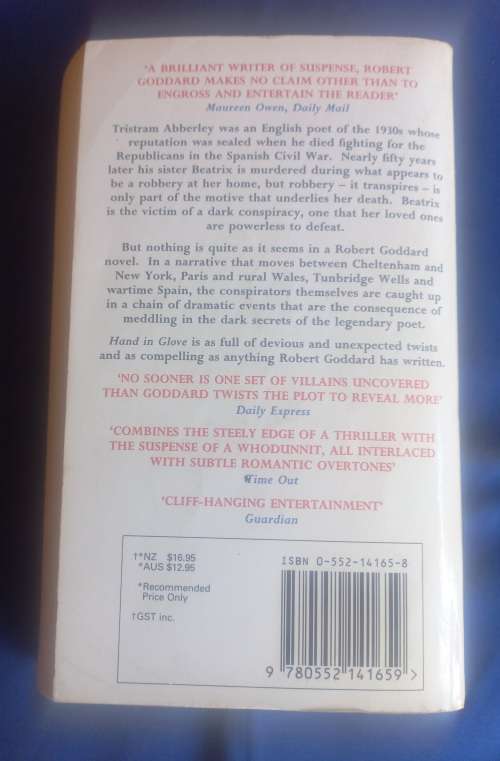 'A BRILLIANT WRITER OF SUSPENSE, ROBERT
GODDARD MAKES NO CLAIM OTHER THAN TO
ENGROSS AND ENTERTAIN THE READER'
Maureen Owen, Daily Mail
Tristram Abberley was an English poet of the 1930s whose
reputation was sealed when he died fighting for the
Republicans in the Spanish Civil War. Nearly fifty years
later his sister Beatrix is murdered during what appears to
be a robbery at her home, but robbery – it transpires – is
only part of the motive that underlies her death. Beatrix
is the victim of a dark conspiracy, one that her loved ones
are powerless to defeat.
But nothing is quite as it seems in a Robert Goddard
novel. In a narrative that moves between Cheltenham and
New York, Paris and rural Wales, Tunbridge Wells and
wartime Spain, the conspirators themselves are caught up
in a chain of dramatic events that are the consequence of
meddling in the dark secrets of the legendary poet.
Hand in Glove is as full of devious and unexpected twists
and as compelling as anything Robert Goddard has written.
'NO SOONER IS ONE SET OF VILLAINS UNCOVERED
THAN GODDARD TWISTS THE PLOT TO REVEAL MORE'
Daily Express
'COMBINES THE STEELY EDGE OF A THRILLER WITH
THE SUSPENSE OF A WHODUNNIT, ALL INTERLACED
WITH SUBTLE ROMANTIC OVERTONES'
Time Out
'CLIFF-HANGING ENTERTAINMENT'
Guardian
†*NZ $16.95
*AUS $12.95
*Recommended
Price Only
†GST inc.
ISBN 0-552-14165-8
9 780552 141659 >